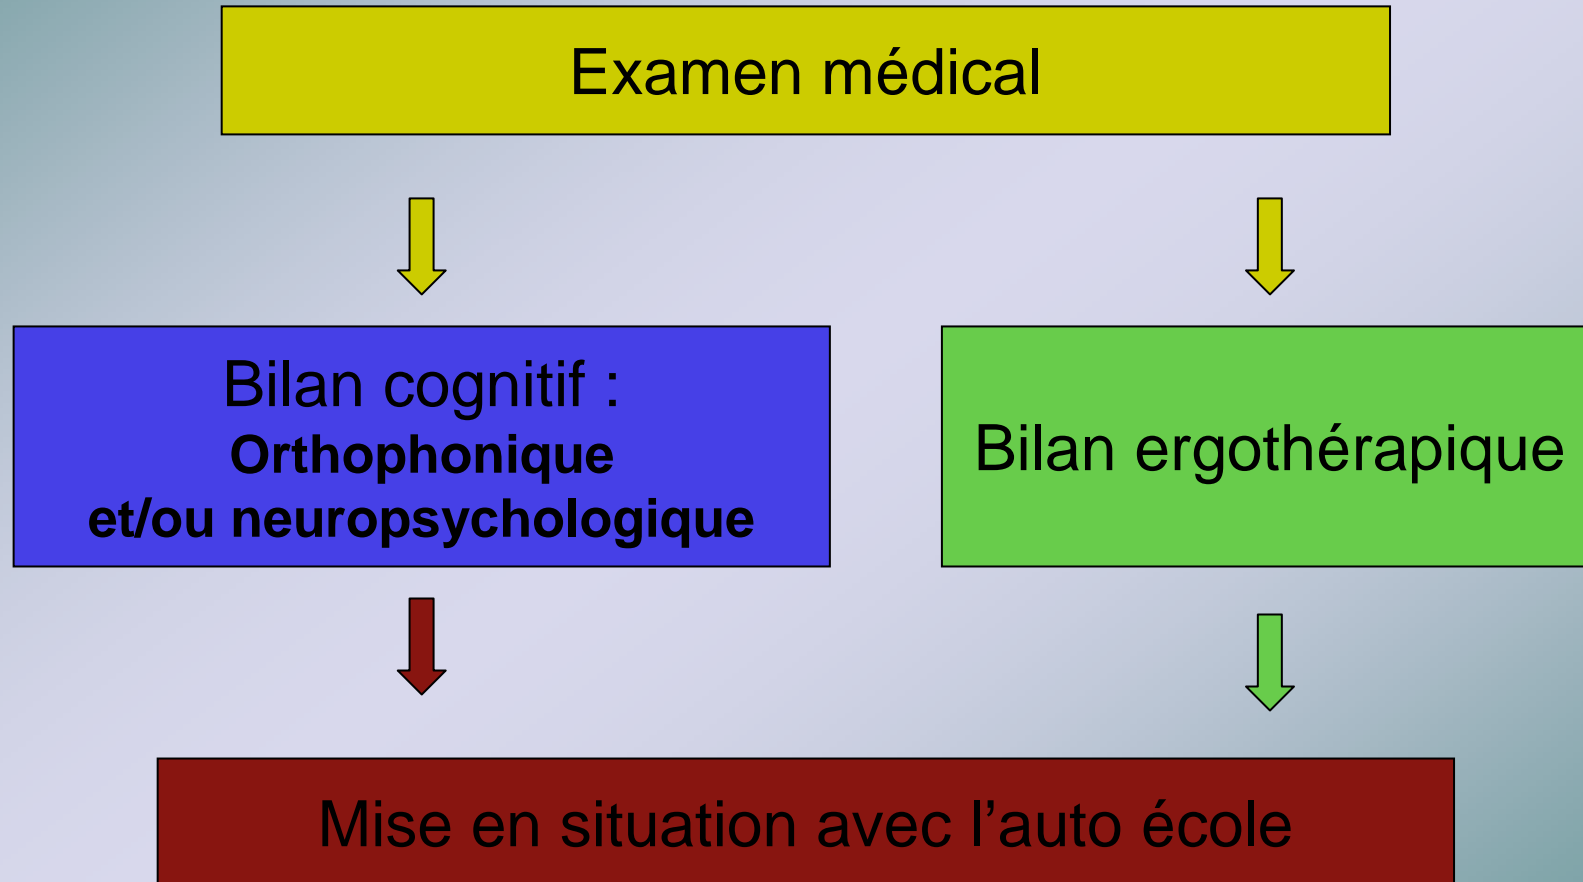 Examen médical
Bilan cognitif :
Orthophonique
et/ou neuropsychologique
Bilan ergothérapique
Mise en situation avec l’auto école